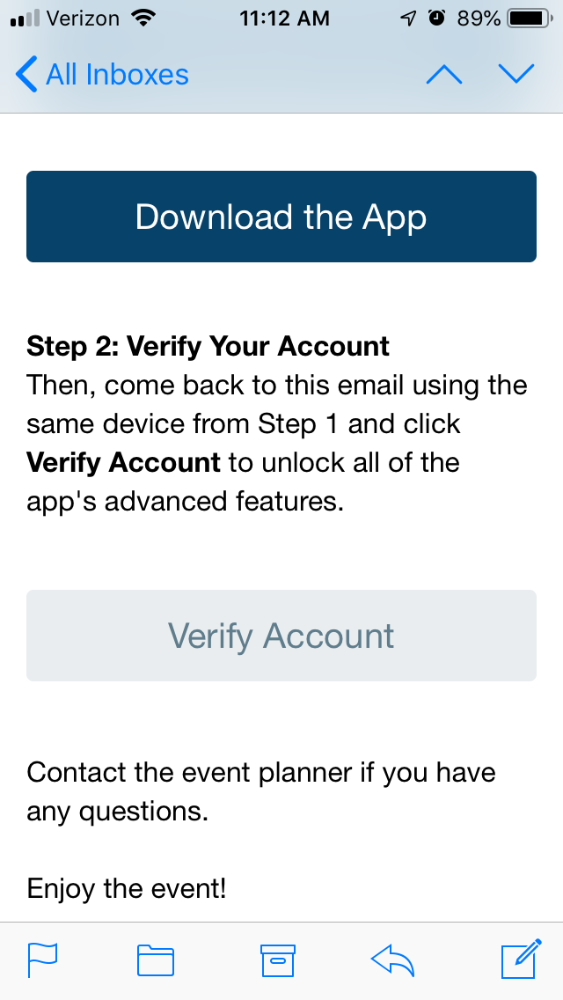 Verizon 11:12 AM 89%
All Inboxes
Download the App
Step 2: Verify Your Account
Then, come back to this email using the
same device from Step 1 and click
Verify Account to unlock all of the
app's advanced features.
Verify Account
Contact the event planner if you have
any questions.
Enjoy the event!